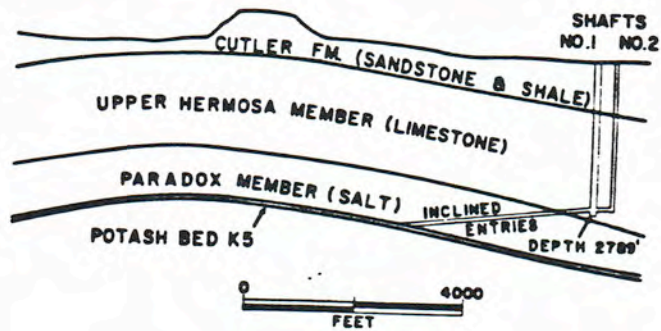 SHAFTS
NO.1 NO.2
CUTLER FM. (SANDSTONE & SHALE)
UPPER HERMOSA MEMBER (LIMESTONE)
PARADOX MEMBER (SALT)
INCLINED
ENTRIES
POTASH BED K5
DEPTH 2789'
0 4000
FEET